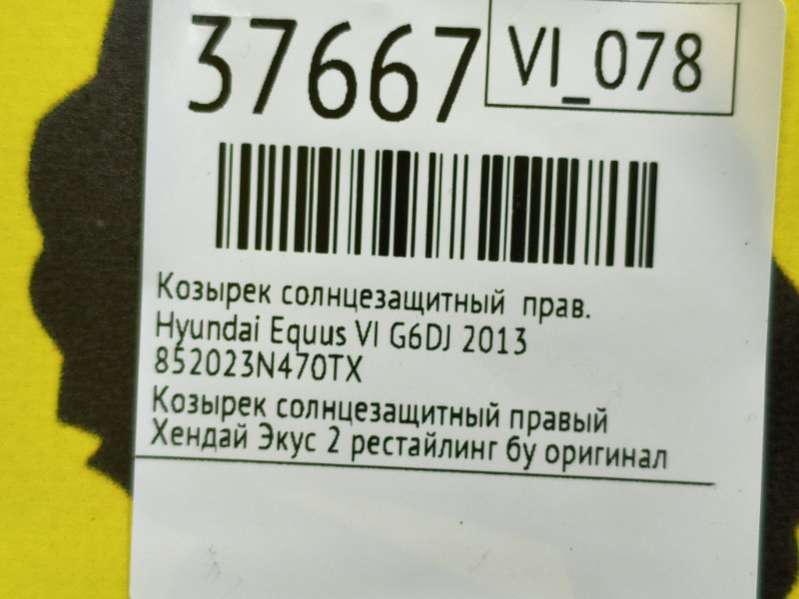 37667
VI_078
Козырек солнцезащитный прав.
Hyundai Equus VI G6DJ 2013
852023N470TX
Козырек солнцезащитный правый
Хендай Экус 2 рестайлинг бу оригинал